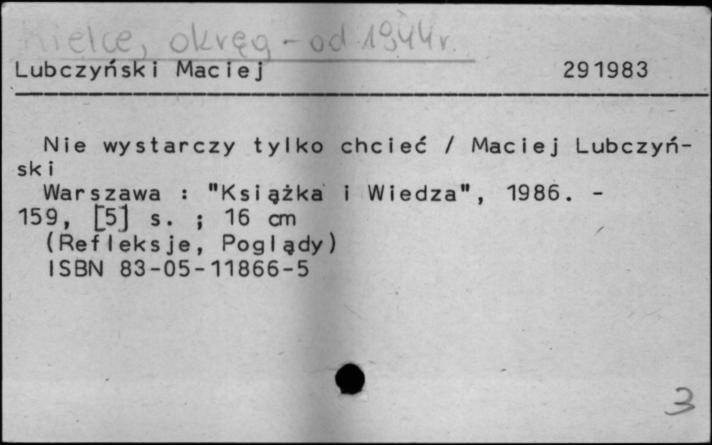 Kielce, okręg - od 1944 r.
Lubczyński Maciej 291983
Nie wystarczy tylko chcieć / Maciej Lubczyń-
ski
Warszawa : "Książka i Wiedza", 1986. -
159, [5] s. ; 16 cm
(Refleksje, Poglądy)
ISBN 83-05-11866-5
3